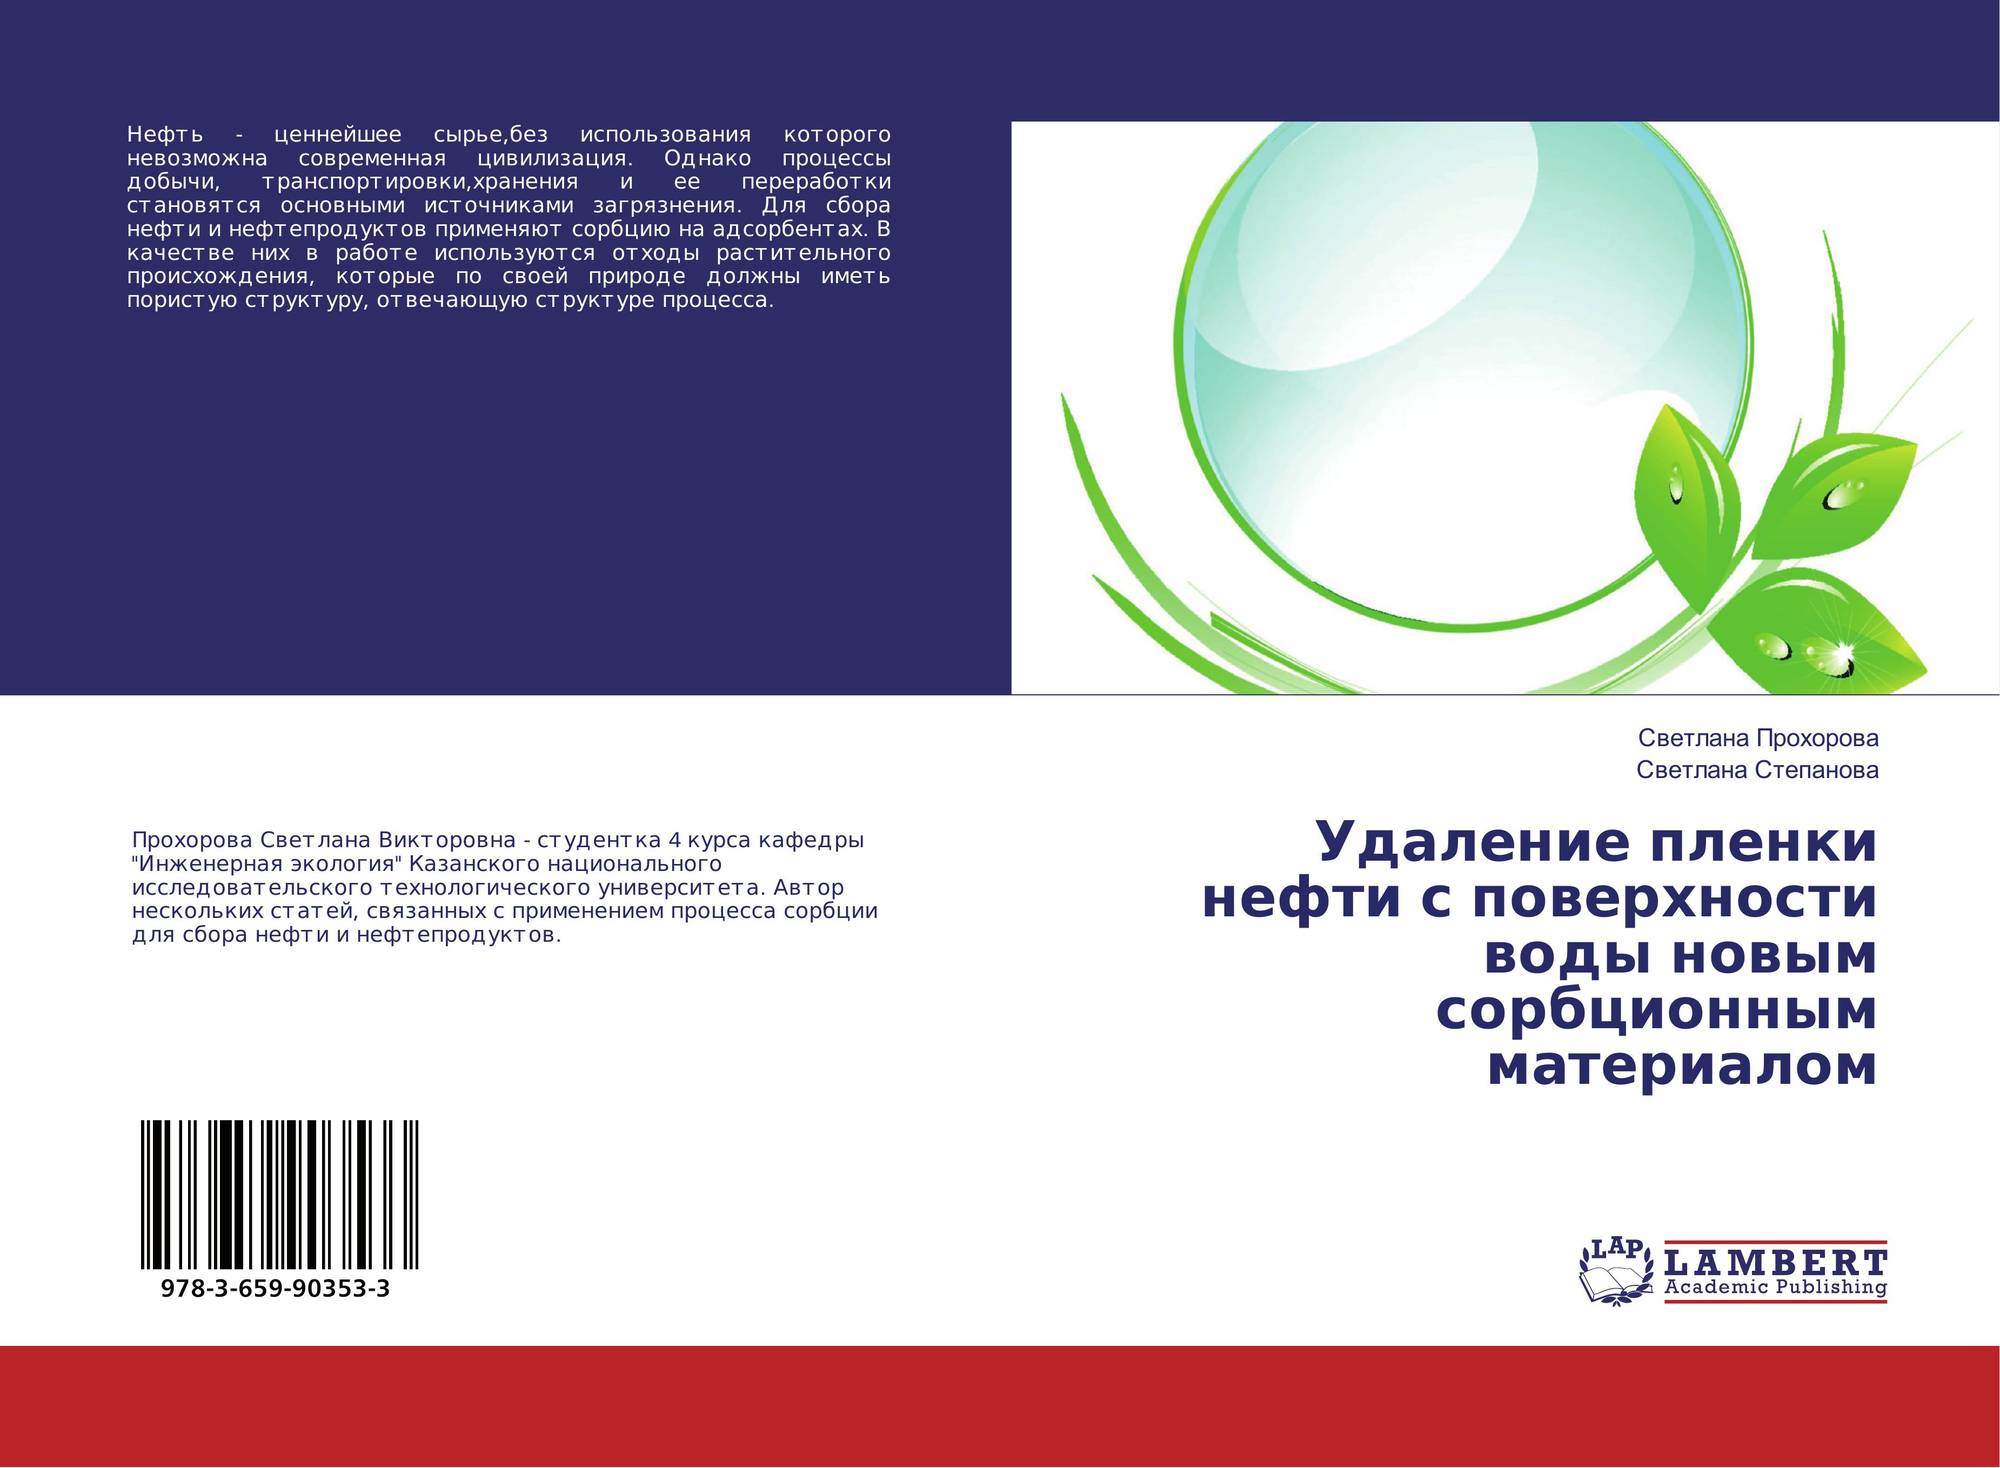 Нефть - ценнейшее сырье,без использования которого
невозможна современная цивилизация. Однако процессы
добычи, транспортировки,хранения и ее переработки
становятся основными источниками загрязнения. Для сбора
нефти и нефтепродуктов применяют сорбцию на адсорбентах. В
качестве них в работе используются отходы растительного
происхождения, которые по своей природе должны иметь
пористую структуру, отвечающую структуре процесса.
Прохорова Светлана Викторовна - студентка 4 курса кафедры
"Инженерная экология" Казанского национального
исследовательского технологического университета. Автор
нескольких статей, связанных с применением процесса сорбции
для сбора нефти и нефтепродуктов.
978-3-659-90353-3
Светлана Прохорова
Светлана Степанова
Удаление пленки
нефти с поверхности
воды новым
сорбционным
материалом
LAP
LAMBERT
Academic Publishing